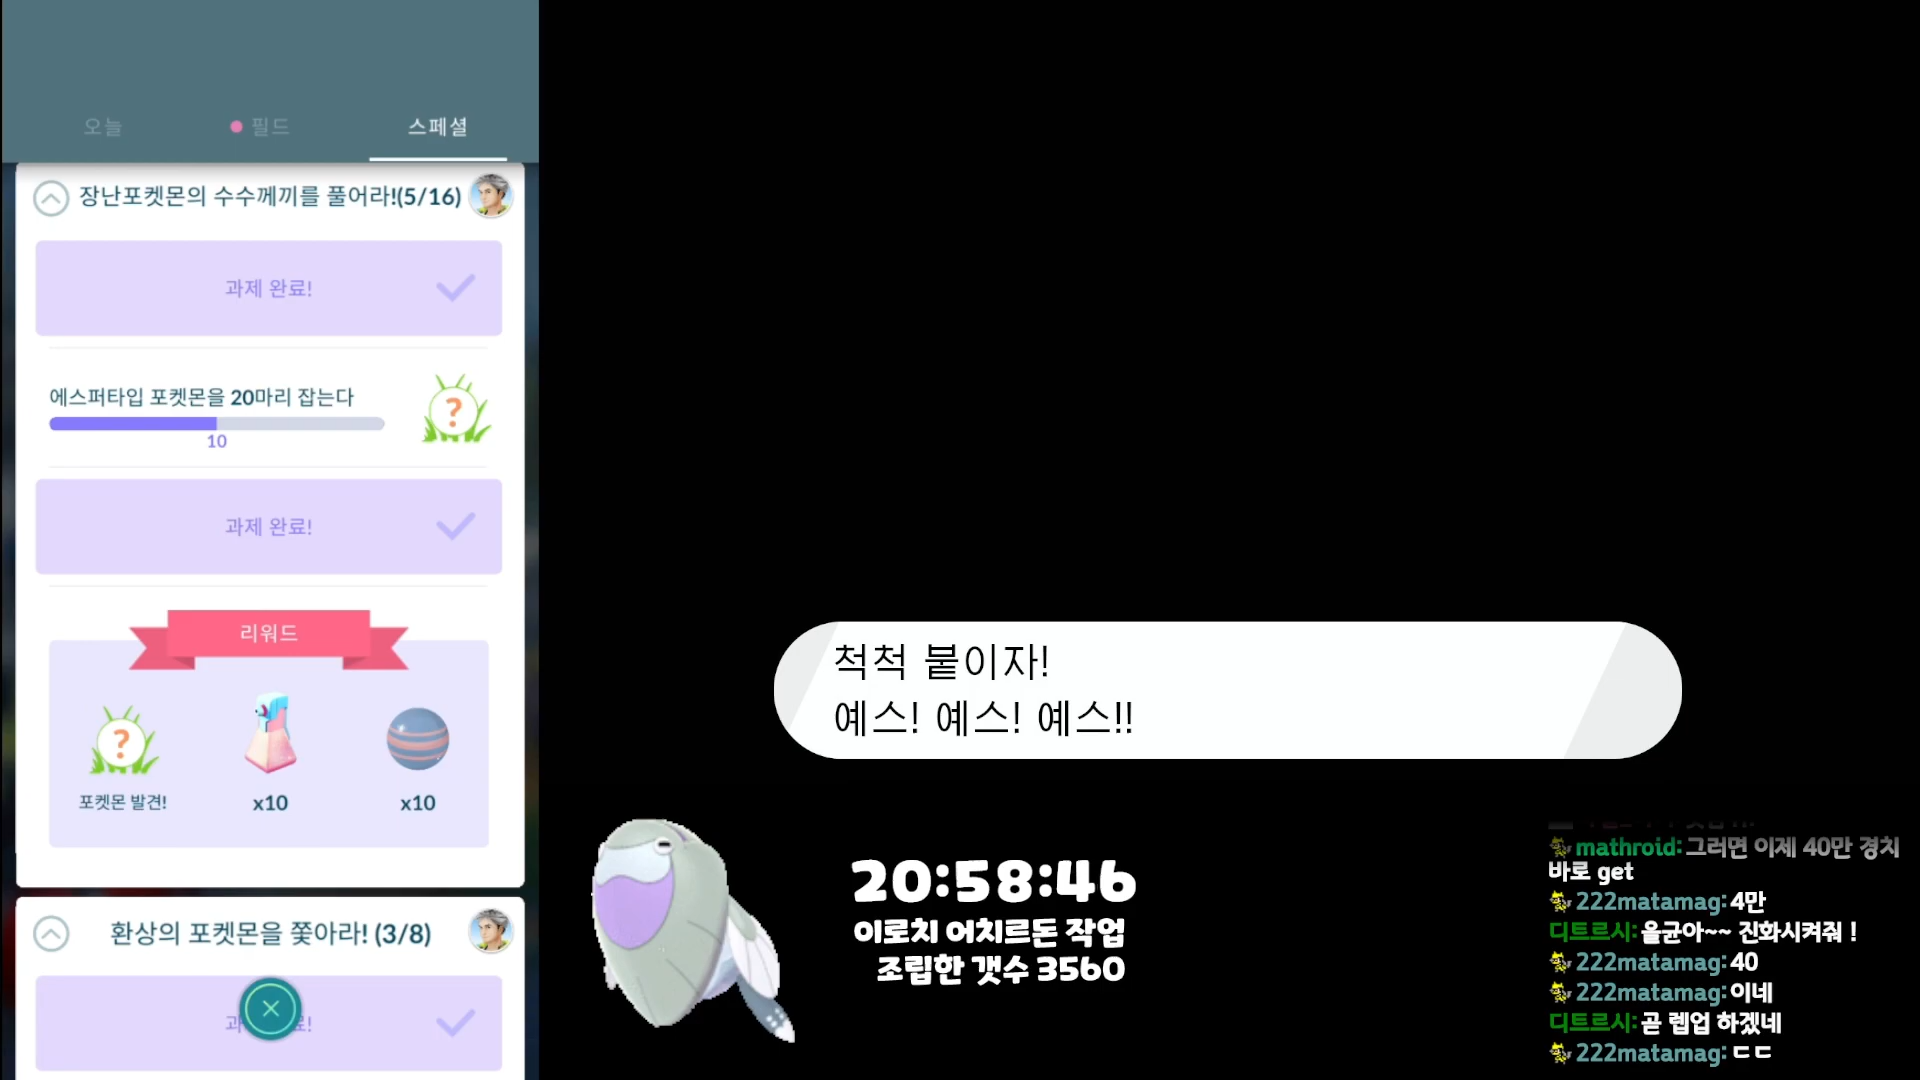 오늘
필드
스페셜
장난포켓몬의 수수께끼를 풀어라!(5/16)
과제 완료!
에스퍼타입 포켓몬을 20마리 잡는다
10
?
과제 완료!
리워드
?
포켓몬 발견!
x10
x10
환상의 포켓몬을 쫓아라! (3/8)
척척 붙이자!
예스! 예스! 예스!!
20:58:46
이로치 어치르돈 작업
조립한 갯수 3560
mathroid: 그러면 이제 40만 경치
바로 get
222matamag: 4만
디트르시: 올균아~~ 진화시켜줘 !
222matamag: 40
222matamag: 이네
디트르시: 곧 렙업 하겠네
222matamag: ㄷㄷ